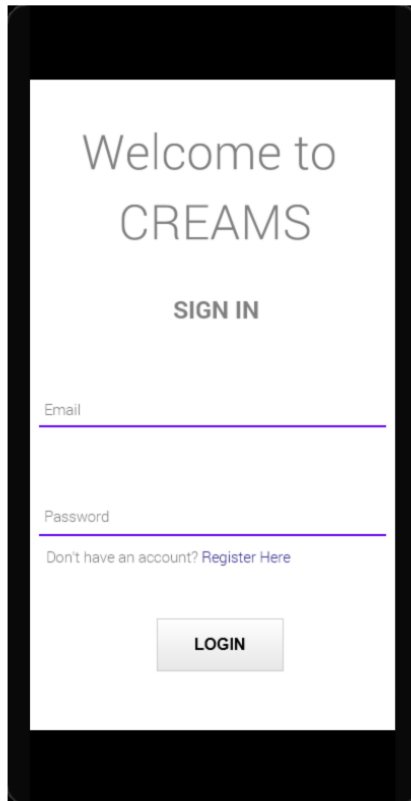 Welcome to
CREAMS
SIGN IN
Email
Password
Don't have an account? Register Here
LOGIN